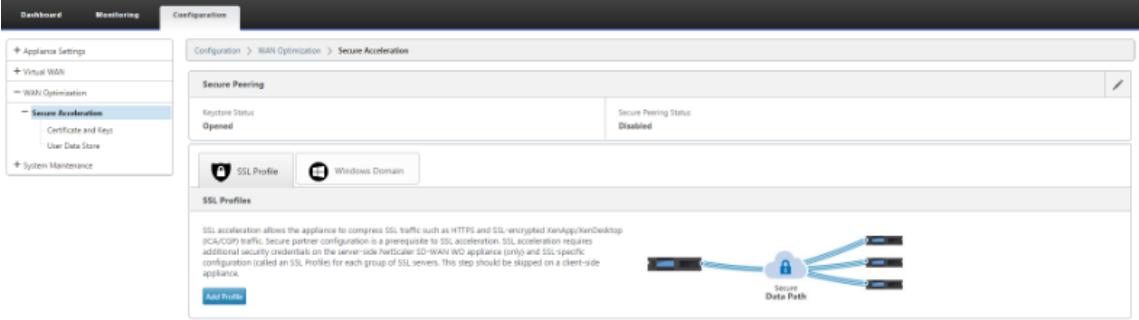 Dashboard Monitoring Configuration
+ Appliance Settings
+ Virtual WAN
− WAN Optimization
− Secure Acceleration
Certificate and Keys
User Data Store
+ System Maintenance
Configuration > WAN Optimization > Secure Acceleration
Secure Peering
Keystore Status
Opened
Secure Peering Status
Disabled
SSL Profile
Windows Domain
SSL Profiles
SSL acceleration allows the appliance to compress SSL traffic such as HTTPS and SSL-encrypted XenApp/XenDesktop
(ICA/CGP) traffic. Secure partner configuration is a prerequisite to SSL acceleration. SSL acceleration requires
additional security credentials on the server-side NetScaler SD-WAN WO appliance (only) and SSL-specific
configuration (called an SSL Profile) for each group of SSL servers. This step should be skipped on a client-side
appliance.
Add Profile
Secure
Data Path